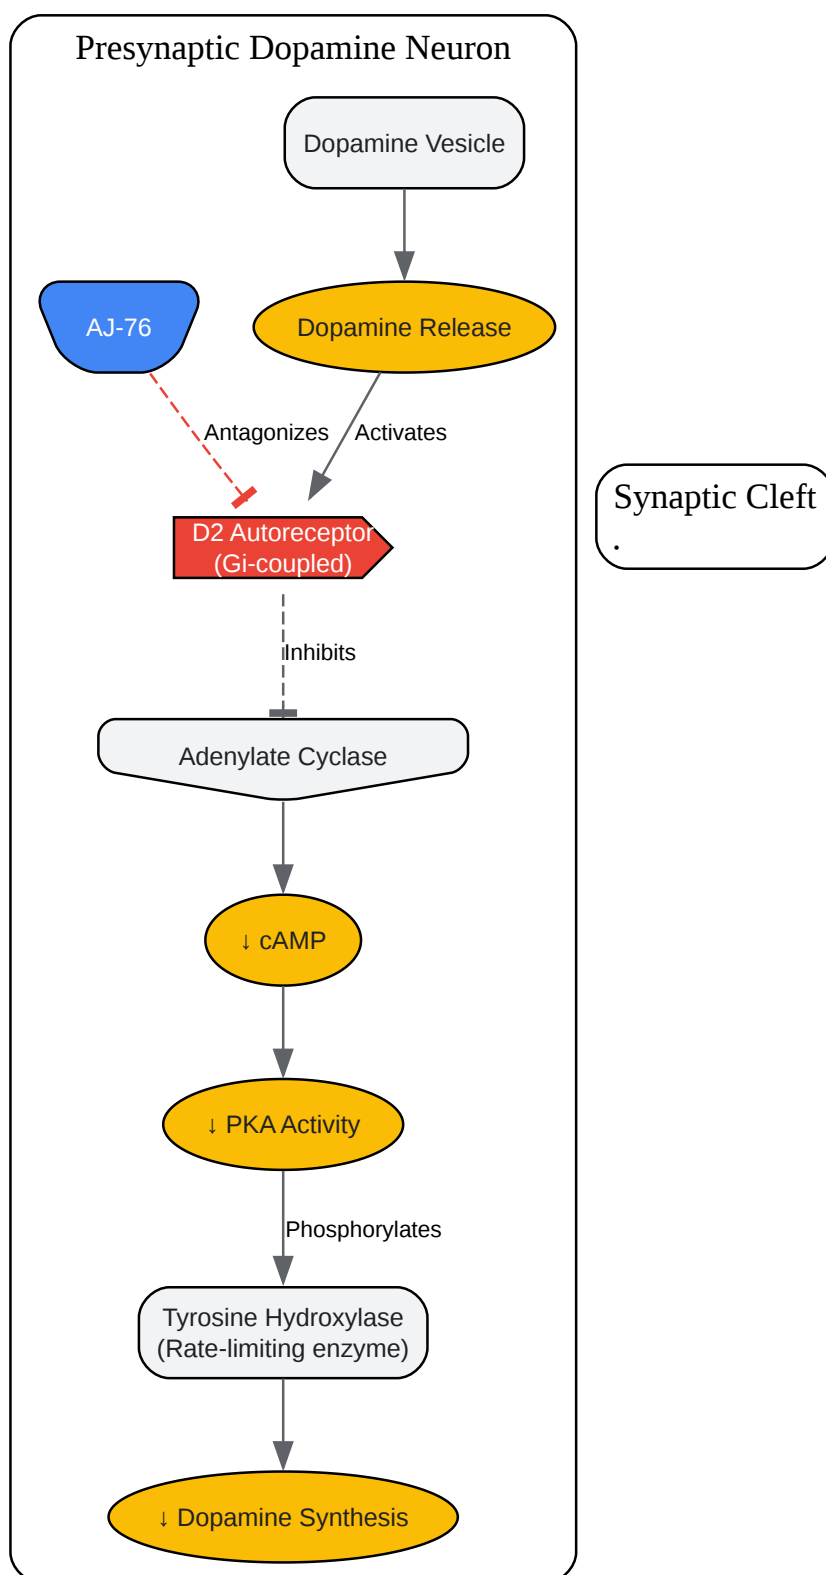 Presynaptic Dopamine Neuron
Dopamine Vesicle
AJ-76
Dopamine Release
Antagonizes
Activates
D2 Autoreceptor
(Gi-coupled)
Synaptic Cleft
.
Inhibits
Adenylate Cyclase
↓ cAMP
↓ PKA Activity
Phosphorylates
Tyrosine Hydroxylase
(Rate-limiting enzyme)
↓ Dopamine Synthesis